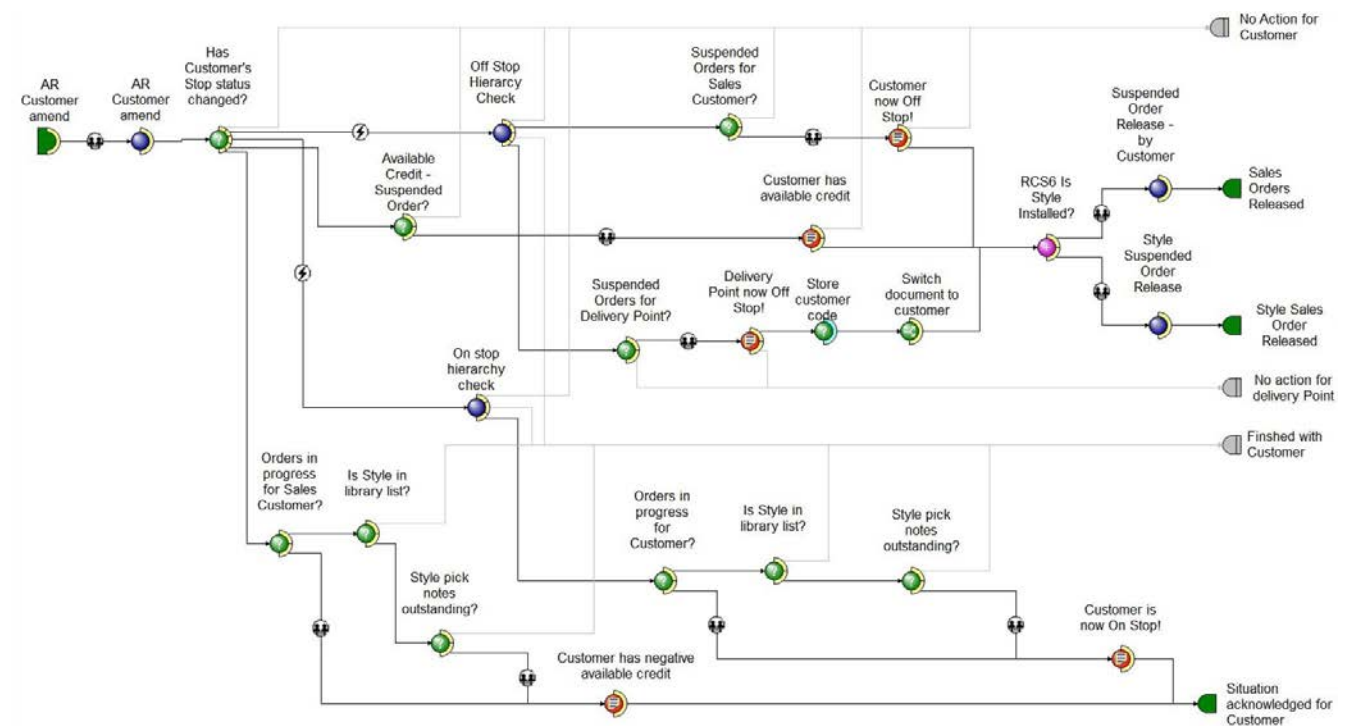 No Action for
Customer
Has
Customer's
Stop status
changed?
Off Stop
Hierarcy
Check
Suspended
Orders for
Sales
Customer?
AR
Customer
amend
AR
Customer
amend
Customer
now Off
Stop!
Suspended
Order
Release -
by
Customer
Available
Credit -
Suspended
Order?
Customer has
available credit
RCS6 Is
Style
Installed?
Sales
Orders
Released
Style
Suspended
Order
Release
Suspended
Orders for
Delivery Point?
Delivery
Point now Off
Stop!
Store
customer
code
Switch
document to
customer
Style Sales
Order
Released
On stop
hierarchy
check
No action for
delivery Point
Finshed with
Customer
Orders in
progress
for Sales
Customer?
Is Style in
library list?
Orders in
progress
for
Customer?
Is Style in
library list?
Style pick
notes
outstanding?
Style pick
notes
outstanding?
Customer is
now On Stop!
Customer has negative
available credit
Situation
acknowledged for
Customer